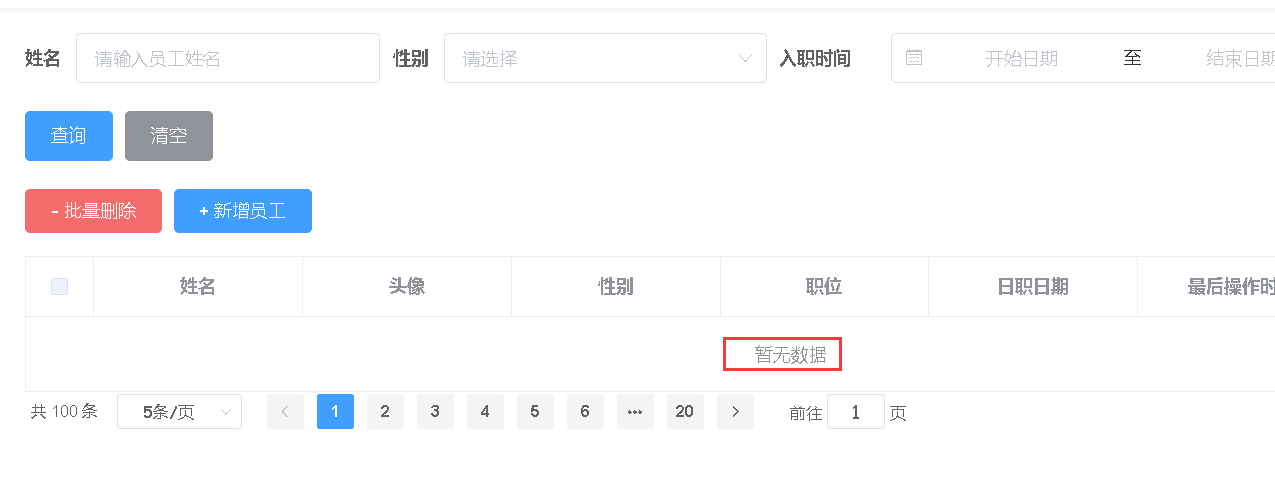 姓名 请输入员工姓名 性别 请选择 入职时间 开始日期 至 结束日期
查询 清空
- 批量删除 + 新增员工
姓名 头像 性别 职位 日职日期 最后操作时
暂无数据
共 100 条 5条/页 1 2 3 4 5 6 ••• 20 前往 1 页